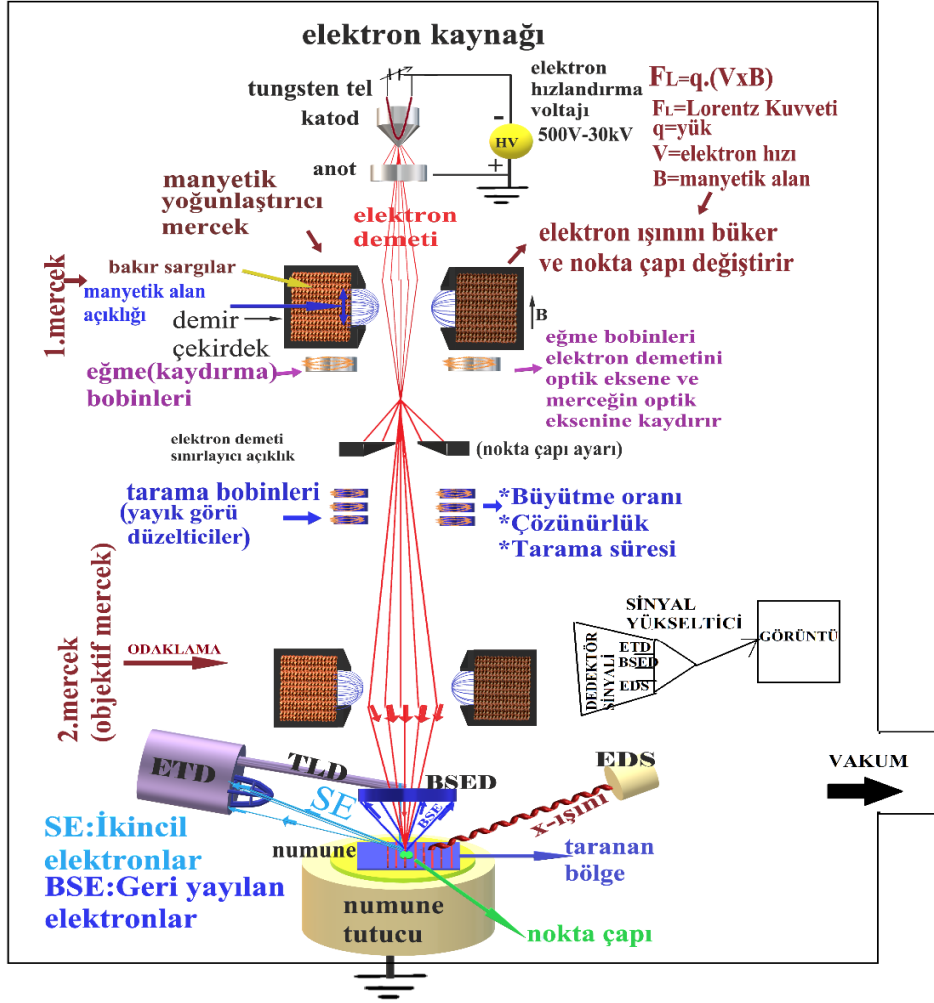 elektron kaynağı
tungsten tel
katod
anot
elektron
hızlandırma
voltajı
500V-30kV
-
HV
+
FL=q.(VxB)
FL=Lorentz Kuvveti
q=yük
V=elektron hızı
B=manyetik alan
manyetik
yoğunlaştırıcı
mercek
elektron
demeti
elektron ışınını büker
ve nokta çapı değiştirir
1.mercek
bakır sargılar
manyetik alan
açıklığı
demir
çekirdek
B
eğme(kaydırma)
bobinleri
eğme bobinleri
elektron demetini
optik eksene ve
merceğin optik
eksenine kaydırır
elektron demeti
sınırlayıcı açıklık
(nokta çapı ayarı)
tarama bobinleri
(yayık görü
düzelticiler)
*Büyütme oranı
*Çözünürlük
*Tarama süresi
2.mercek
(objektif mercek)
ODAKLAMA
SİNYAL
YÜKSELTİCİ
DEDEKTÖR
SİNYALİ
ETD
BSED
EDS
GÖRÜNTÜ
VAKUM
ETD
TLD
BSED
EDS
SE
BSE
x-ışını
SE:İkincil
elektronlar
BSE:Geri yayılan
elektronlar
numune
taranan
bölge
numune
tutucu
nokta çapı